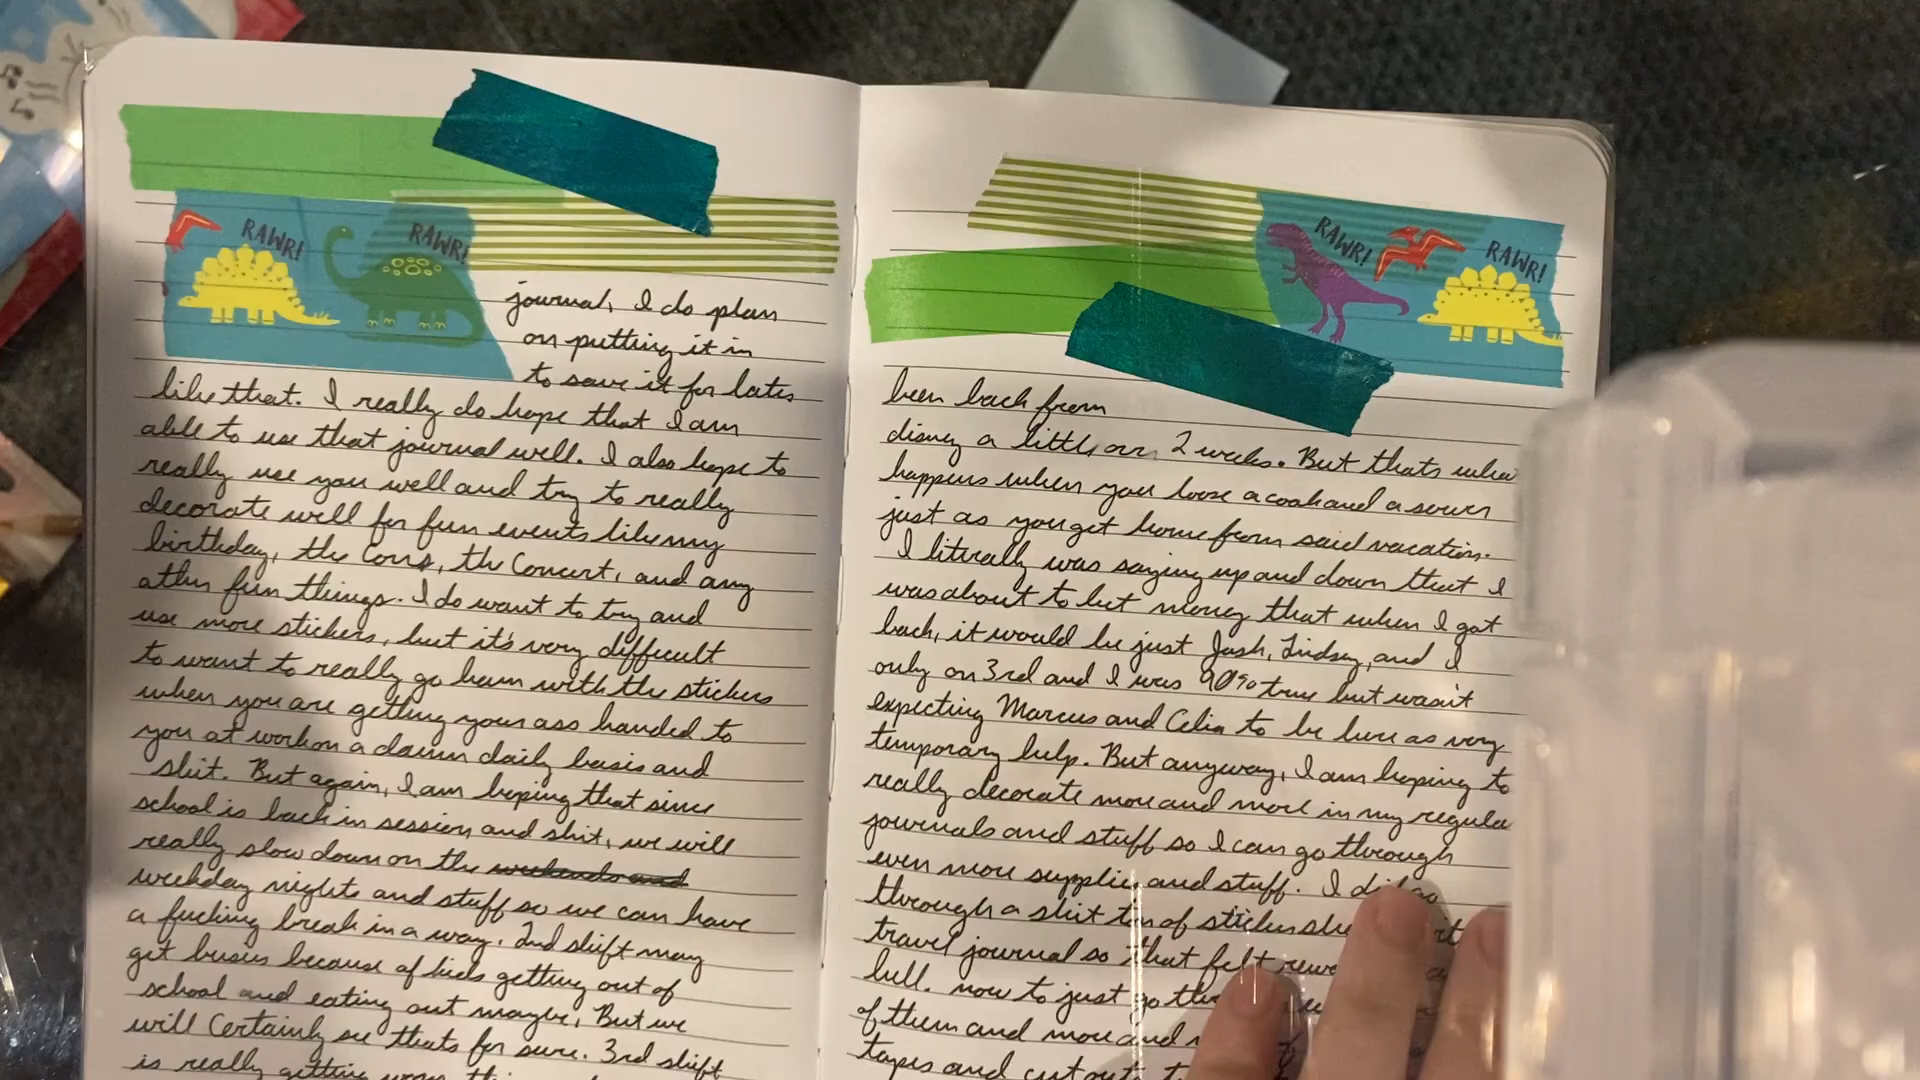 RAWR! RAWR!
journal, I do plan
on putting it in
to save it for later
like that. I really do hope that I am
able to use that journal well. I also hope to
really use you well and try to really
decorate well for fun events like my
birthday, the Cons, the Concert, and any
other fun things. I do want to try and
use more stickers, but it's very difficult
to want to really go ham with the stickers
when you are getting your ass handed to
you at work on a damn daily basis and
shit. But again, I am hoping that since
school is back in session and shit, we will
really slow down on the weekends and
weekday nights and stuff so we can have
a fucking break in a way. 2nd shift may
get busier because of kids getting out of
school and eating out maybe, But we
will Certainly see thats for sure. 3rd shift
is really getting
RAWR! RAWR!
been back from
disney a little over 2 weeks. But thats what
happens when you loose a cook and a server
just as you get home from said vacation.
I literally was saying up and down that I
was about to bet money that when I got
back, it would be just Josh, Lindsey, and I
only on 3rd and I was 90% true but wasn't
expecting Marcus and Celia to be here as very
temporary help. But anyway, I am hoping to
really decorate more and more in my regular
journals and stuff so I can go through
even more supplies and stuff. I did go
through a shit ton of sticker
travel journal so that felt
hell. now to just go
of them and more and
tapes and cut outs